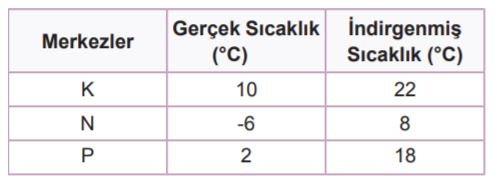 Merkezler Gerçek Sıcaklık (°C) İndirgenmiş Sıcaklık (°C)
K 10 22
N -6 8
P 2 18